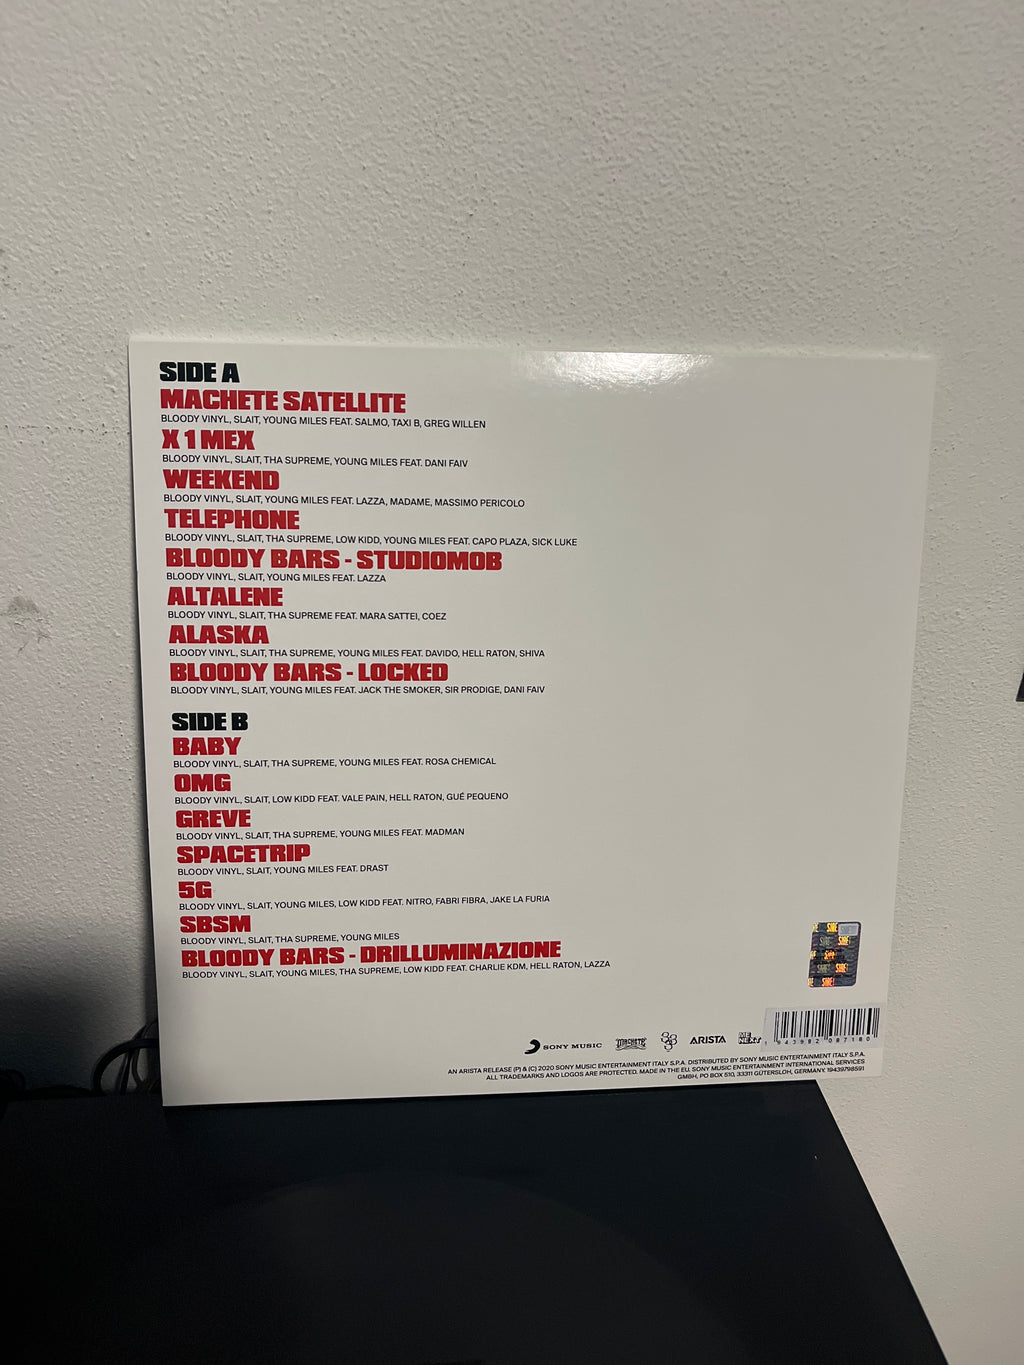 SIDE A
MACHETE SATELLITE
BLOODY VINYL, SLAIT, YOUNG MILES FEAT. SALMO, TAXI B, GREG WILLEN
X 1 MEX
BLOODY VINYL, SLAIT, THA SUPREME, YOUNG MILES FEAT. DANI FAIV
WEEKEND
BLOODY VINYL, SLAIT, YOUNG MILES FEAT. LAZZA, MADAME, MASSIMO PERICOLO
TELEPHONE
BLOODY VINYL, SLAIT, THA SUPREME, LOW KIDD, YOUNG MILES FEAT. CAPO PLAZA, SICK LUKE
BLOODY BARS - STUDIOMOB
BLOODY VINYL, SLAIT, YOUNG MILES FEAT. LAZZA
ALTALENE
BLOODY VINYL, SLAIT, THA SUPREME FEAT. MARA SATTEI, COEZ
ALASKA
BLOODY VINYL, SLAIT, THA SUPREME, YOUNG MILES FEAT. DAVIDO, HELL RATON, SHIVA
BLOODY BARS - LOCKED
BLOODY VINYL, SLAIT, YOUNG MILES FEAT. JACK THE SMOKER, SIR PRODIGE, DANI FAIV
SIDE B
BABY
BLOODY VINYL, SLAIT, THA SUPREME, YOUNG MILES FEAT. ROSA CHEMICAL
OMG
BLOODY VINYL, SLAIT, LOW KIDD FEAT. VALE PAIN, HELL RATON, GUÉ PEQUENO
GREVE
BLOODY VINYL, SLAIT, THA SUPREME, YOUNG MILES FEAT. MADMAN
SPACETRIP
BLOODY VINYL, SLAIT, YOUNG MILES FEAT. DRAST
5G
BLOODY VINYL, SLAIT, YOUNG MILES, LOW KIDD FEAT. NITRO, FABRI FIBRA, JAKE LA FURIA
SBSM
BLOODY VINYL, SLAIT, THA SUPREME, YOUNG MILES
BLOODY BARS - DRILLUMINAZIONE
BLOODY VINYL, SLAIT, YOUNG MILES, THA SUPREME, LOW KIDD FEAT. CHARLIE KDM, HELL RATON, LAZZA
SONY MUSIC MACHETE 333 ARISTA ME NEXT
1 943982 087180
AN ARISTA RELEASE (P) & (C) 2020 SONY MUSIC ENTERTAINMENT ITALY S.P.A. DISTRIBUTED BY SONY MUSIC ENTERTAINMENT ITALY S.P.A.
ALL TRADEMARKS AND LOGOS ARE PROTECTED. MADE IN THE EU. SONY MUSIC ENTERTAINMENT INTERNATIONAL SERVICES
GMBH, PO BOX 510, 33311 GÜTERSLOH, GERMANY. 19439798591